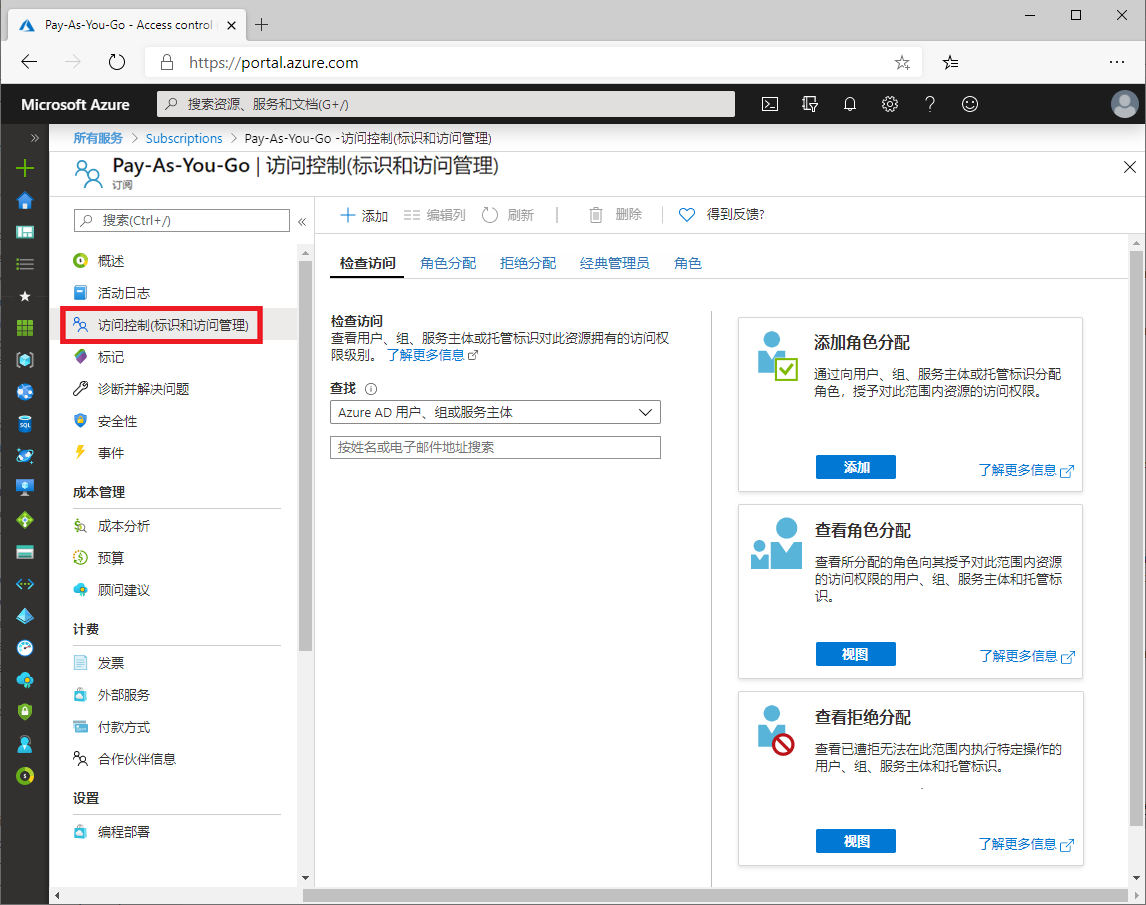 Pay-As-You-Go - Access control
https://portal.azure.com
Microsoft Azure
搜索资源、服务和文档(G+/)
所有服务 > Subscriptions > Pay-As-You-Go -访问控制(标识和访问管理)
Pay-As-You-Go | 访问控制(标识和访问管理)
订阅
搜索(Ctrl+/)
概述
活动日志
访问控制(标识和访问管理)
标记
诊断并解决问题
安全性
事件
成本管理
成本分析
预算
顾问建议
计费
发票
外部服务
付款方式
合作伙伴信息
设置
编程部署
添加 编辑列 刷新 | 删除 | 得到反馈?
检查访问 角色分配 拒绝分配 经典管理员 角色
检查访问
查看用户、组、服务主体或托管标识对此资源拥有的访问权
限级别。 了解更多信息
查找
Azure AD 用户、组或服务主体
按姓名或电子邮件地址搜索
添加角色分配
通过向用户、组、服务主体或托管标识分配
角色，授予对此范围内资源的访问权限。
添加 了解更多信息
查看角色分配
查看所分配的角色向其授予对此范围内资源
的访问权限的用户、组、服务主体和托管标
识。
视图 了解更多信息
查看拒绝分配
查看已遭拒无法在此范围内执行特定操作的
用户、组、服务主体和托管标识。
视图 了解更多信息